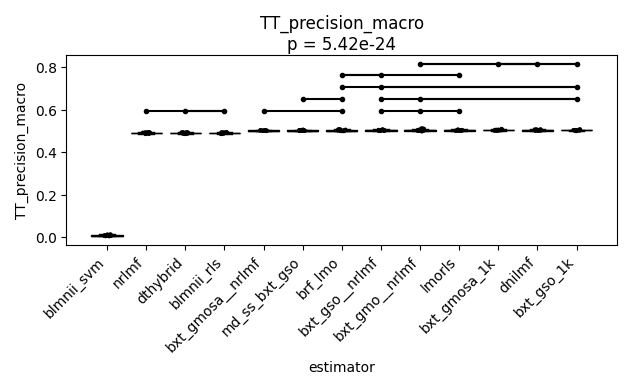 TT_precision_macro
p = 5.42e-24
TT_precision_macro
0.8
0.6
0.4
0.2
0.0
blmnii_svm
nrlmf
dthybrid
blmnii_rls
bxt_gmosa__nrlmf
md_ss_bxt_gso
brf_lmo
bxt_gso__nrlmf
bxt_gmo__nrlmf
lmorls
bxt_gmosa_1k
dnilmf
bxt_gso_1k
estimator